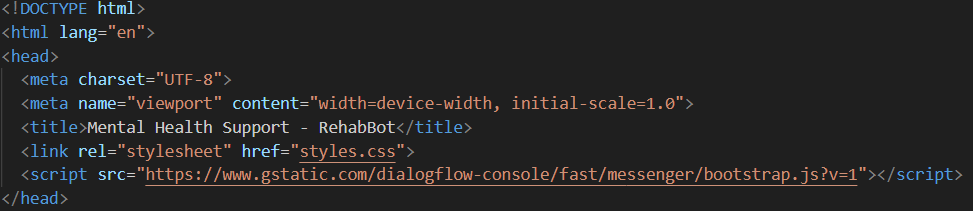 <!DOCTYPE html>
<html lang="en">
<head>
  <meta charset="UTF-8">
  <meta name="viewport" content="width=device-width, initial-scale=1.0">
  <title>Mental Health Support - RehabBot</title>
  <link rel="stylesheet" href="styles.css">
  <script src="https://www.gstatic.com/dialogflow-console/fast/messenger/bootstrap.js?v=1"></script>
</head>